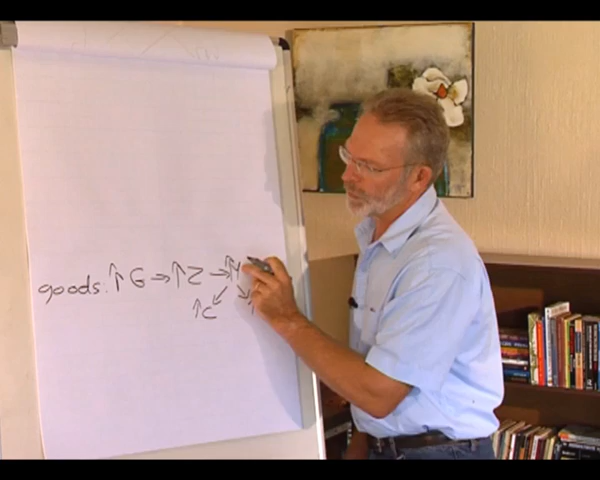 goods: ↑G → ↑Z → ↑Y
↑C